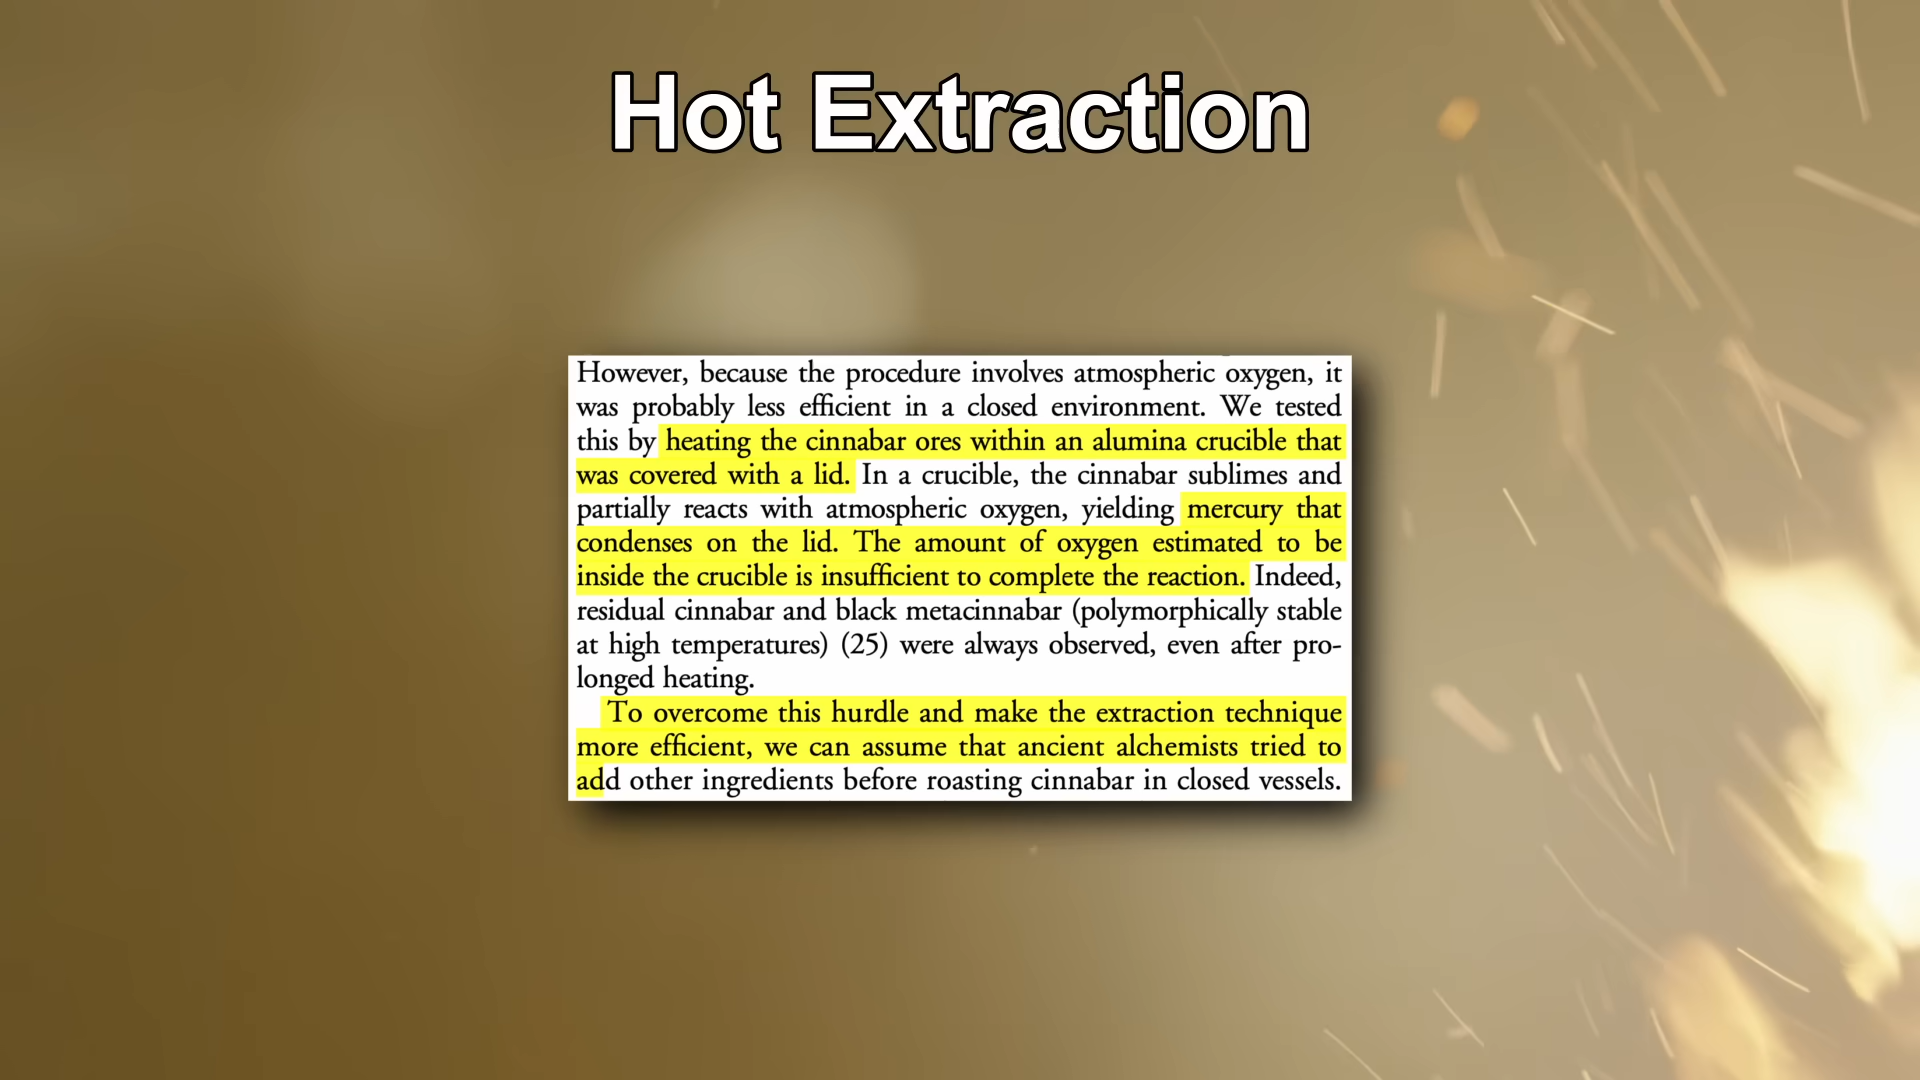 Hot Extraction
However, because the procedure involves atmospheric oxygen, it
was probably less efficient in a closed environment. We tested
this by heating the cinnabar ores within an alumina crucible that
was covered with a lid. In a crucible, the cinnabar sublimes and
partially reacts with atmospheric oxygen, yielding mercury that
condenses on the lid. The amount of oxygen estimated to be
inside the crucible is insufficient to complete the reaction. Indeed,
residual cinnabar and black metacinnabar (polymorphically stable
at high temperatures) (25) were always observed, even after pro-
longed heating.
To overcome this hurdle and make the extraction technique
more efficient, we can assume that ancient alchemists tried to
add other ingredients before roasting cinnabar in closed vessels.